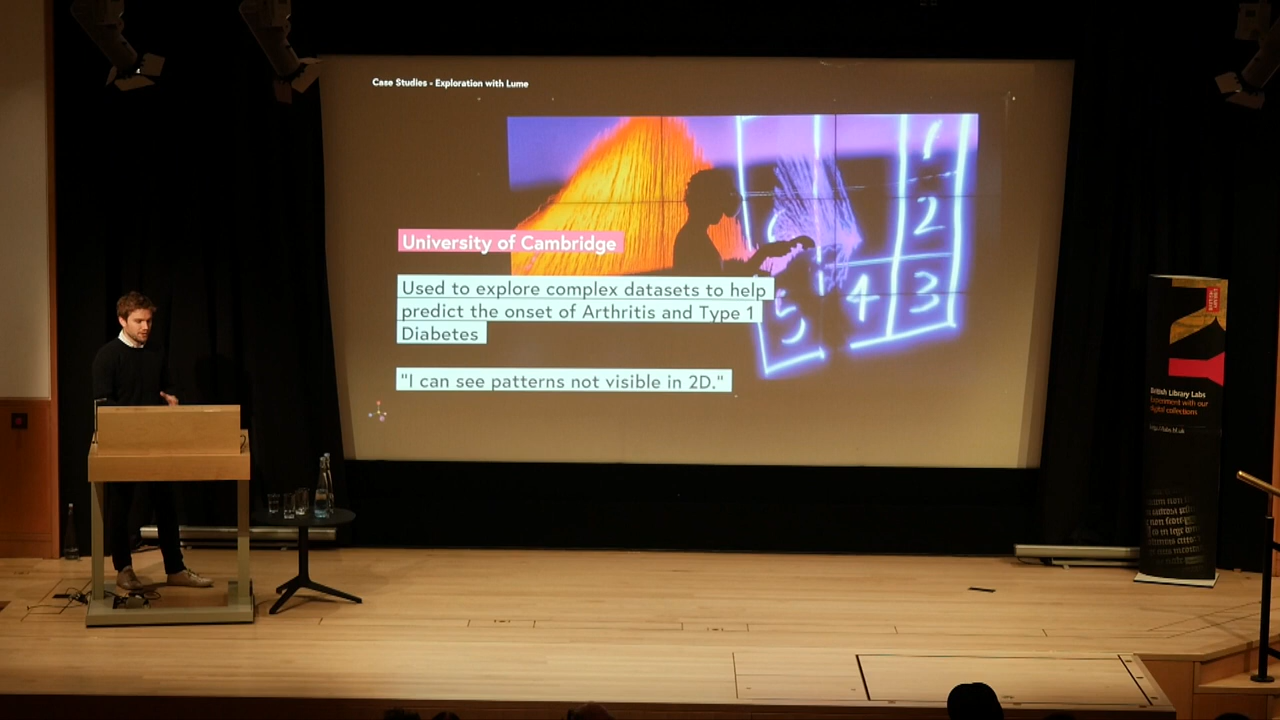 Case Studies - Exploration with Lume
University of Cambridge
Used to explore complex datasets to help
predict the onset of Arthritis and Type 1
Diabetes
"I can see patterns not visible in 2D."
1
2
5 4 3
British Library Labs
Experiment with our
digital collections